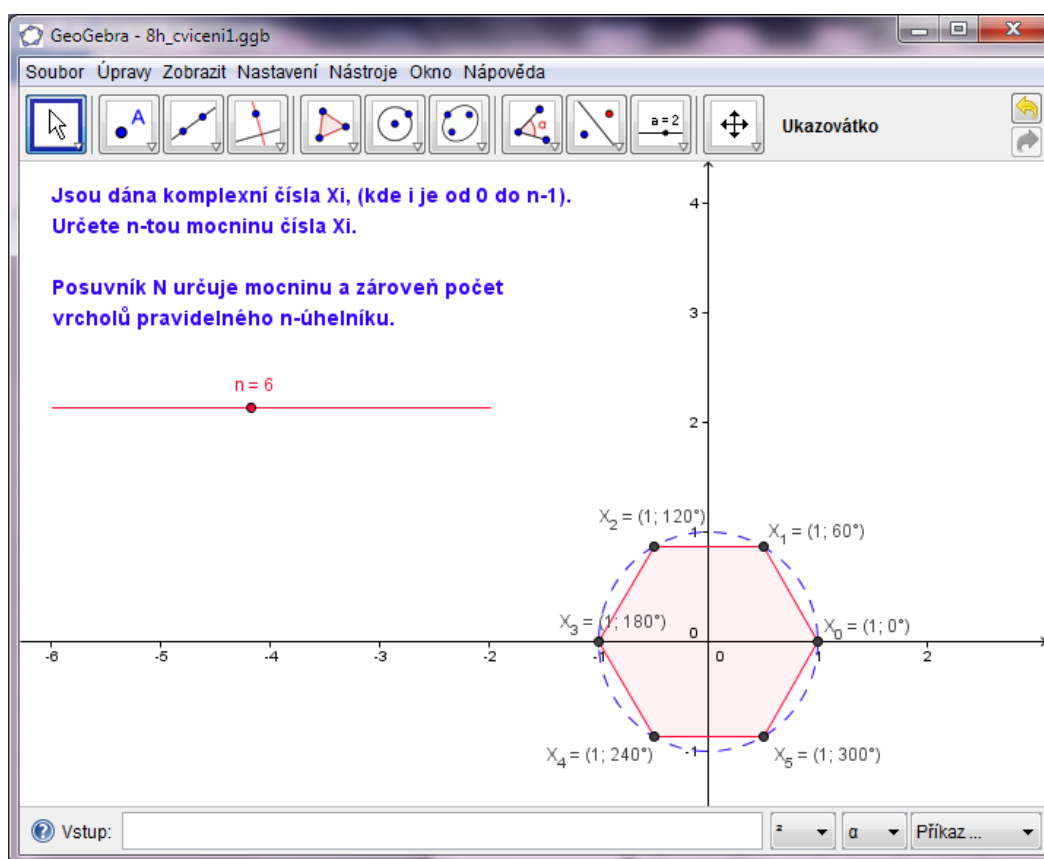 GeoGebra - 8h_cviceni1.ggb
Soubor Úpravy Zobrazit Nastavení Nástroje Okno Nápověda
A
α
a = 2
Ukazovátko
Jsou dána komplexní čísla Xi, (kde i je od 0 do n-1).
Určete n-tou mocninu čísla Xi.
Posuvník N určuje mocninu a zároveň počet
vrcholů pravidelného n-úhelníku.
n = 6
4
3
2
1
0
-1
-6 -5 -4 -3 -2 -1 0 1 2
X₂ = (1; 120°)
X₁ = (1; 60°)
X₃ = (1; 180°)
X₀ = (1; 0°)
X₄ = (1; 240°)
X₅ = (1; 300°)
Vstup:
² α Příkaz ...